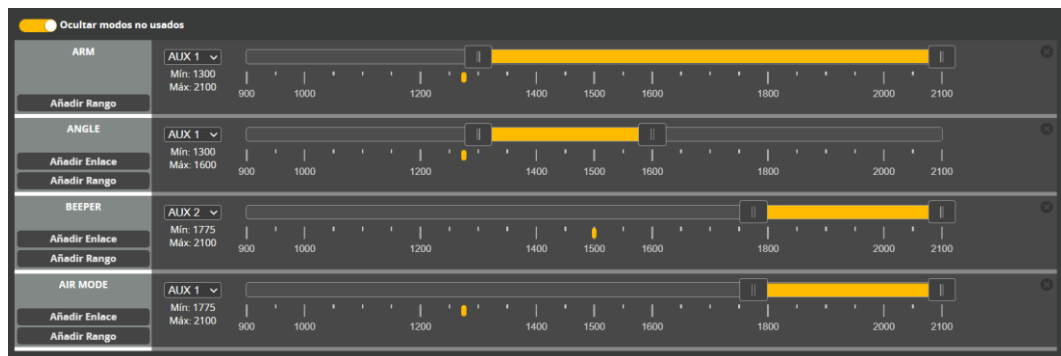 Ocultar modos no usados
ARM
AUX 1
Mín: 1300
Máx: 2100
900 1000 1200 1400 1500 1600 1800 2000 2100
Añadir Rango
ANGLE
AUX 1
Mín: 1300
Máx: 1600
900 1000 1200 1400 1500 1600 1800 2000 2100
Añadir Enlace
Añadir Rango
BEEPER
AUX 2
Mín: 1775
Máx: 2100
900 1000 1200 1400 1500 1600 1800 2000 2100
Añadir Enlace
Añadir Rango
AIR MODE
AUX 1
Mín: 1775
Máx: 2100
900 1000 1200 1400 1500 1600 1800 2000 2100
Añadir Enlace
Añadir Rango